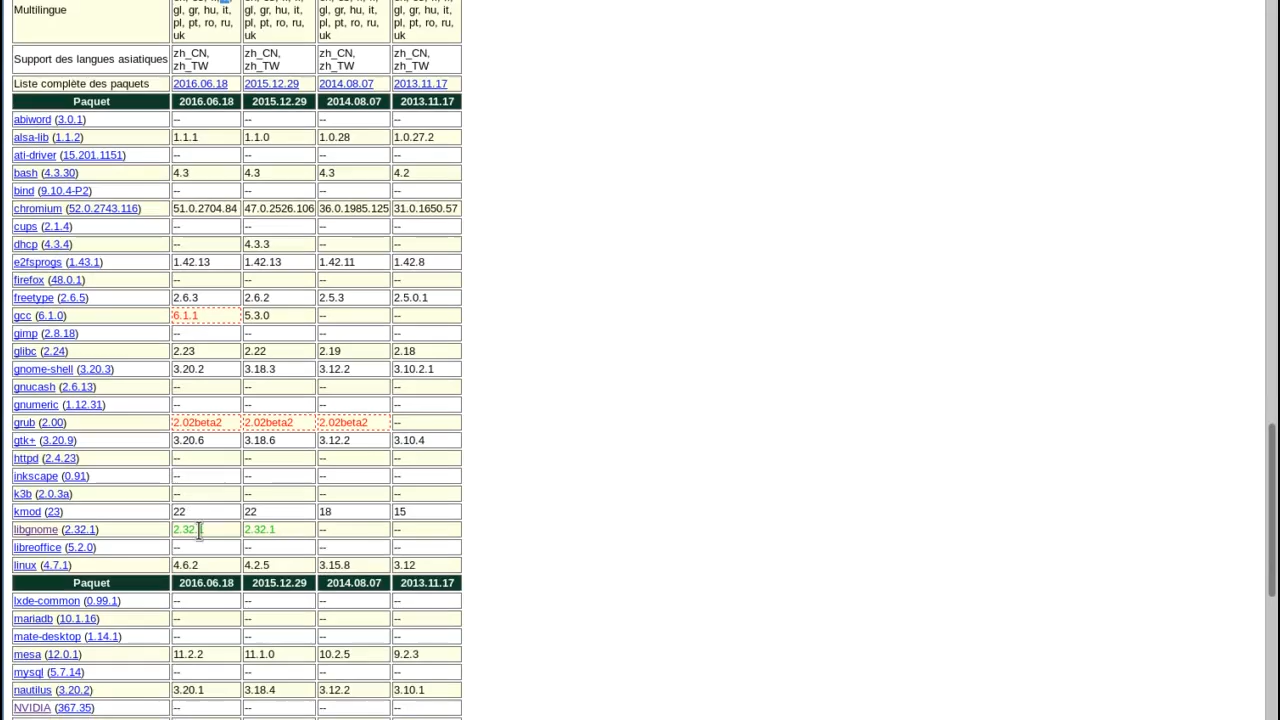 Multilingue gl, gr, hu, it, gl, gr, hu, it, gl, gr, hu, it, gl, gr, hu, it,
pl, pt, ro, ru, pl, pt, ro, ru, pl, pt, ro, ru, pl, pt, ro, ru,
uk uk uk uk
Support des langues asiatiques zh_CN, zh_CN, zh_CN, zh_CN,
zh_TW zh_TW zh_TW zh_TW
Liste complète des paquets 2016.06.18 2015.12.29 2014.08.07 2013.11.17
Paquet 2016.06.18 2015.12.29 2014.08.07 2013.11.17
abiword (3.0.1) -- -- -- --
alsa-lib (1.1.2) 1.1.1 1.1.0 1.0.28 1.0.27.2
ati-driver (15.201.1151) -- -- -- --
bash (4.3.30) 4.3 4.3 4.3 4.2
bind (9.10.4-P2) -- -- -- --
chromium (52.0.2743.116) 51.0.2704.84 47.0.2526.106 36.0.1985.125 31.0.1650.57
cups (2.1.4) -- -- -- --
dhcp (4.3.4) -- 4.3.3 -- --
e2fsprogs (1.43.1) 1.42.13 1.42.13 1.42.11 1.42.8
firefox (48.0.1) -- -- -- --
freetype (2.6.5) 2.6.3 2.6.2 2.5.3 2.5.0.1
gcc (6.1.0) 6.1.1 5.3.0 -- --
gimp (2.8.18) -- -- -- --
glibc (2.24) 2.23 2.22 2.19 2.18
gnome-shell (3.20.3) 3.20.2 3.18.3 3.12.2 3.10.2.1
gnucash (2.6.13) -- -- -- --
gnumeric (1.12.31) -- -- -- --
grub (2.00) 2.02beta2 2.02beta2 2.02beta2 --
gtk+ (3.20.9) 3.20.6 3.18.6 3.12.2 3.10.4
httpd (2.4.23) -- -- -- --
inkscape (0.91) -- -- -- --
k3b (2.0.3a) -- -- -- --
kmod (23) 22 22 18 15
libgnome (2.32.1) 2.32.1 2.32.1 -- --
libreoffice (5.2.0) -- -- -- --
linux (4.7.1) 4.6.2 4.2.5 3.15.8 3.12
Paquet 2016.06.18 2015.12.29 2014.08.07 2013.11.17
lxde-common (0.99.1) -- -- -- --
mariadb (10.1.16) -- -- -- --
mate-desktop (1.14.1) -- -- -- --
mesa (12.0.1) 11.2.2 11.1.0 10.2.5 9.2.3
mysql (5.7.14) -- -- -- --
nautilus (3.20.2) 3.20.1 3.18.4 3.12.2 3.10.1
NVIDIA (367.35) -- -- -- --